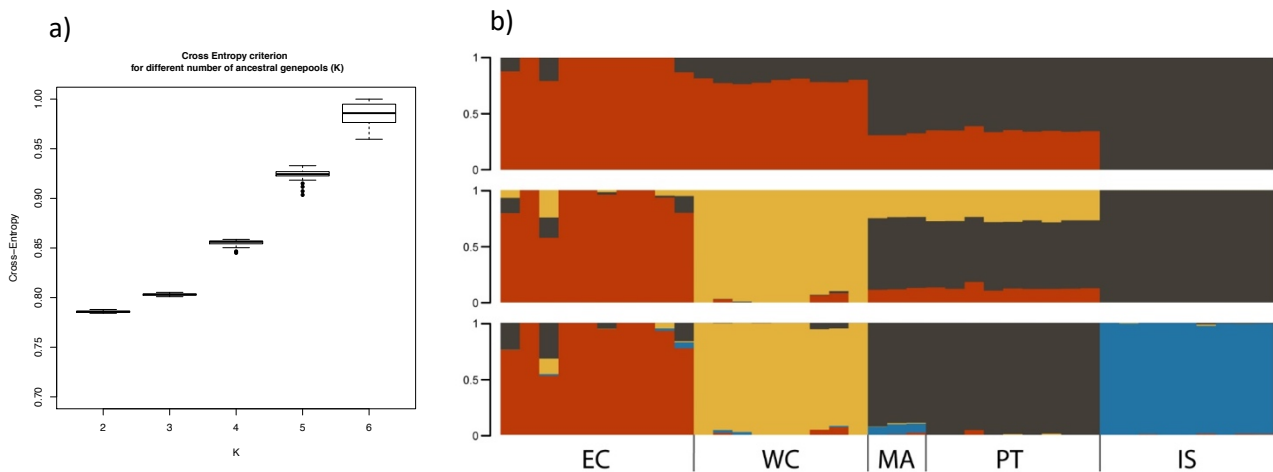 a)
Cross Entropy criterion
for different number of ancestral genepools (K)
Cross−Entropy
1.00
0.95
0.90
0.85
0.80
0.75
0.70
2 3 4 5 6
K
b)
1
0.5
0
1
0.5
0
1
0.5
0
EC WC MA PT IS